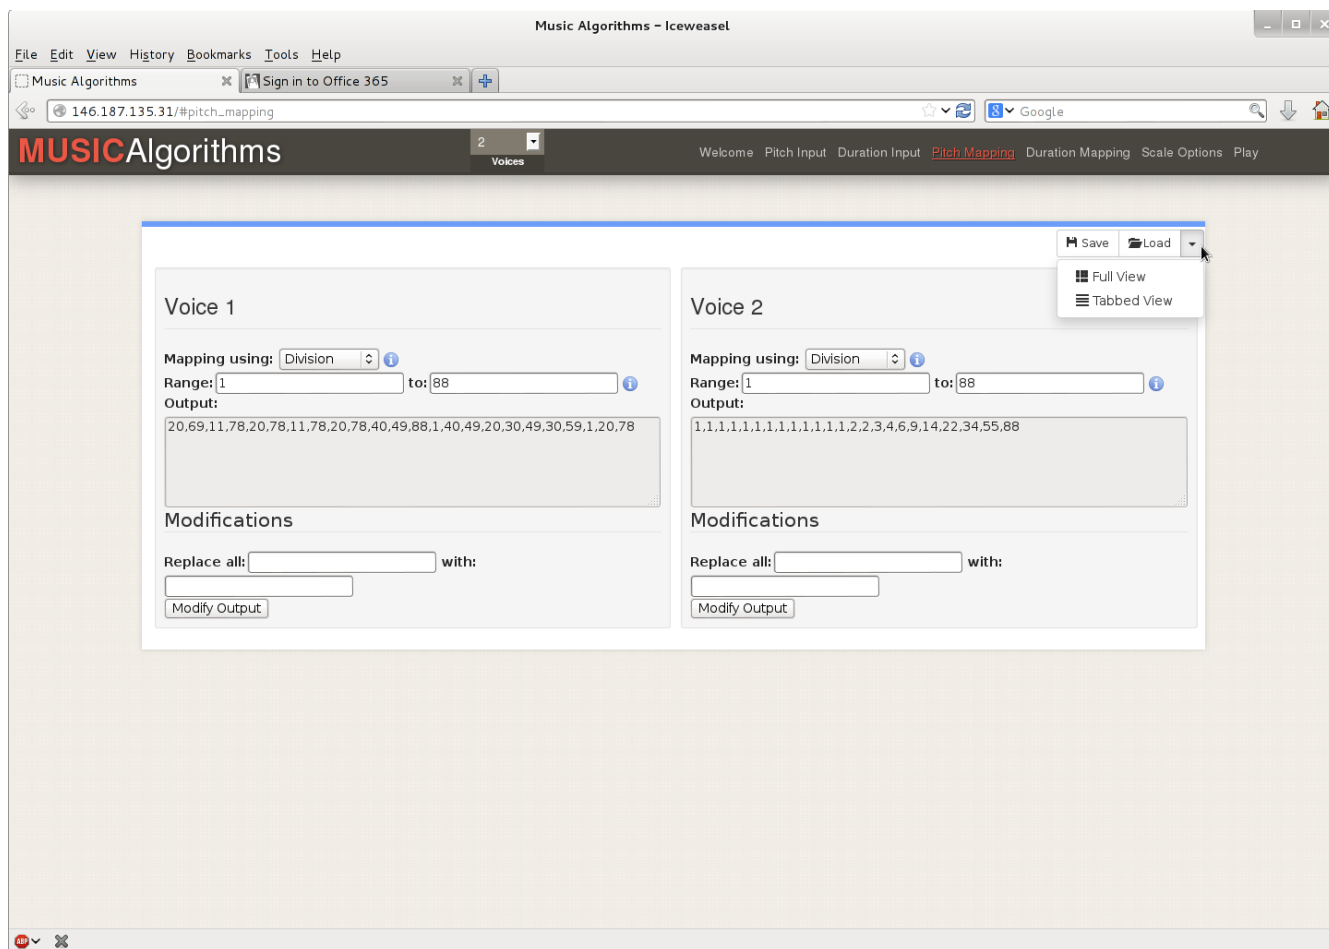 Music Algorithms - Iceweasel
File Edit View History Bookmarks Tools Help
Music Algorithms Sign in to Office 365
146.187.135.31/#pitch_mapping Google
MUSICAlgorithms 2 Voices Welcome Pitch Input Duration Input Pitch Mapping Duration Mapping Scale Options Play
Save Load
Full View
Tabbed View
Voice 1
Mapping using: Division
Range: 1 to: 88
Output:
20,69,11,78,20,78,11,78,20,78,40,49,88,1,40,49,20,30,49,30,59,1,20,78
Modifications
Replace all: with:
Modify Output
Voice 2
Mapping using: Division
Range: 1 to: 88
Output:
1,1,1,1,1,1,1,1,1,1,1,1,1,2,2,3,4,6,9,14,22,34,55,88
Modifications
Replace all: with:
Modify Output
ABP